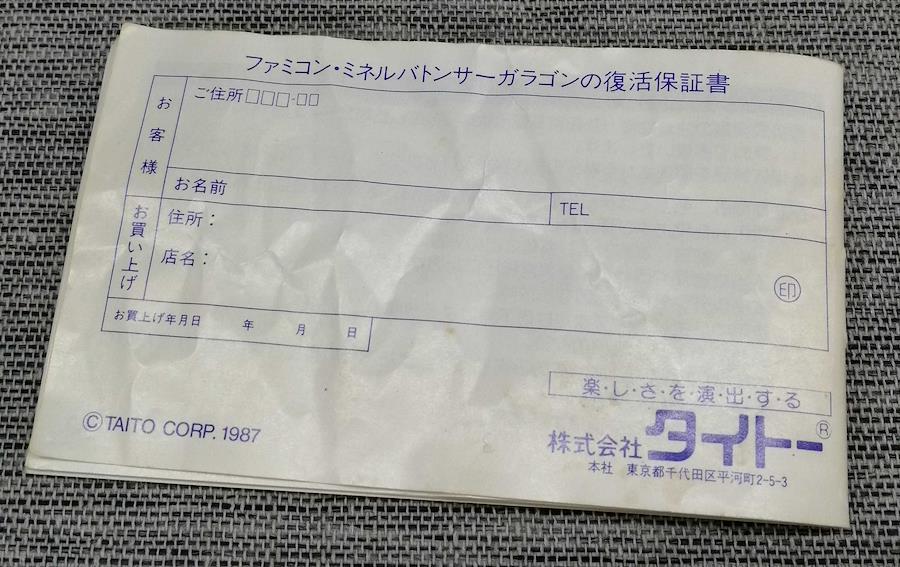 ファミコン・ミネルバトンサーガラゴンの復活保証書
お客様
ご住所□□□-□□
お名前
TEL
お買い上げ
住所：
店名：
印
お買上げ年月日 年 月 日
楽・し・さ・を・演・出・す・る
©TAITO CORP. 1987
株式会社タイトー®
本社 東京都千代田区平河町2-5-3